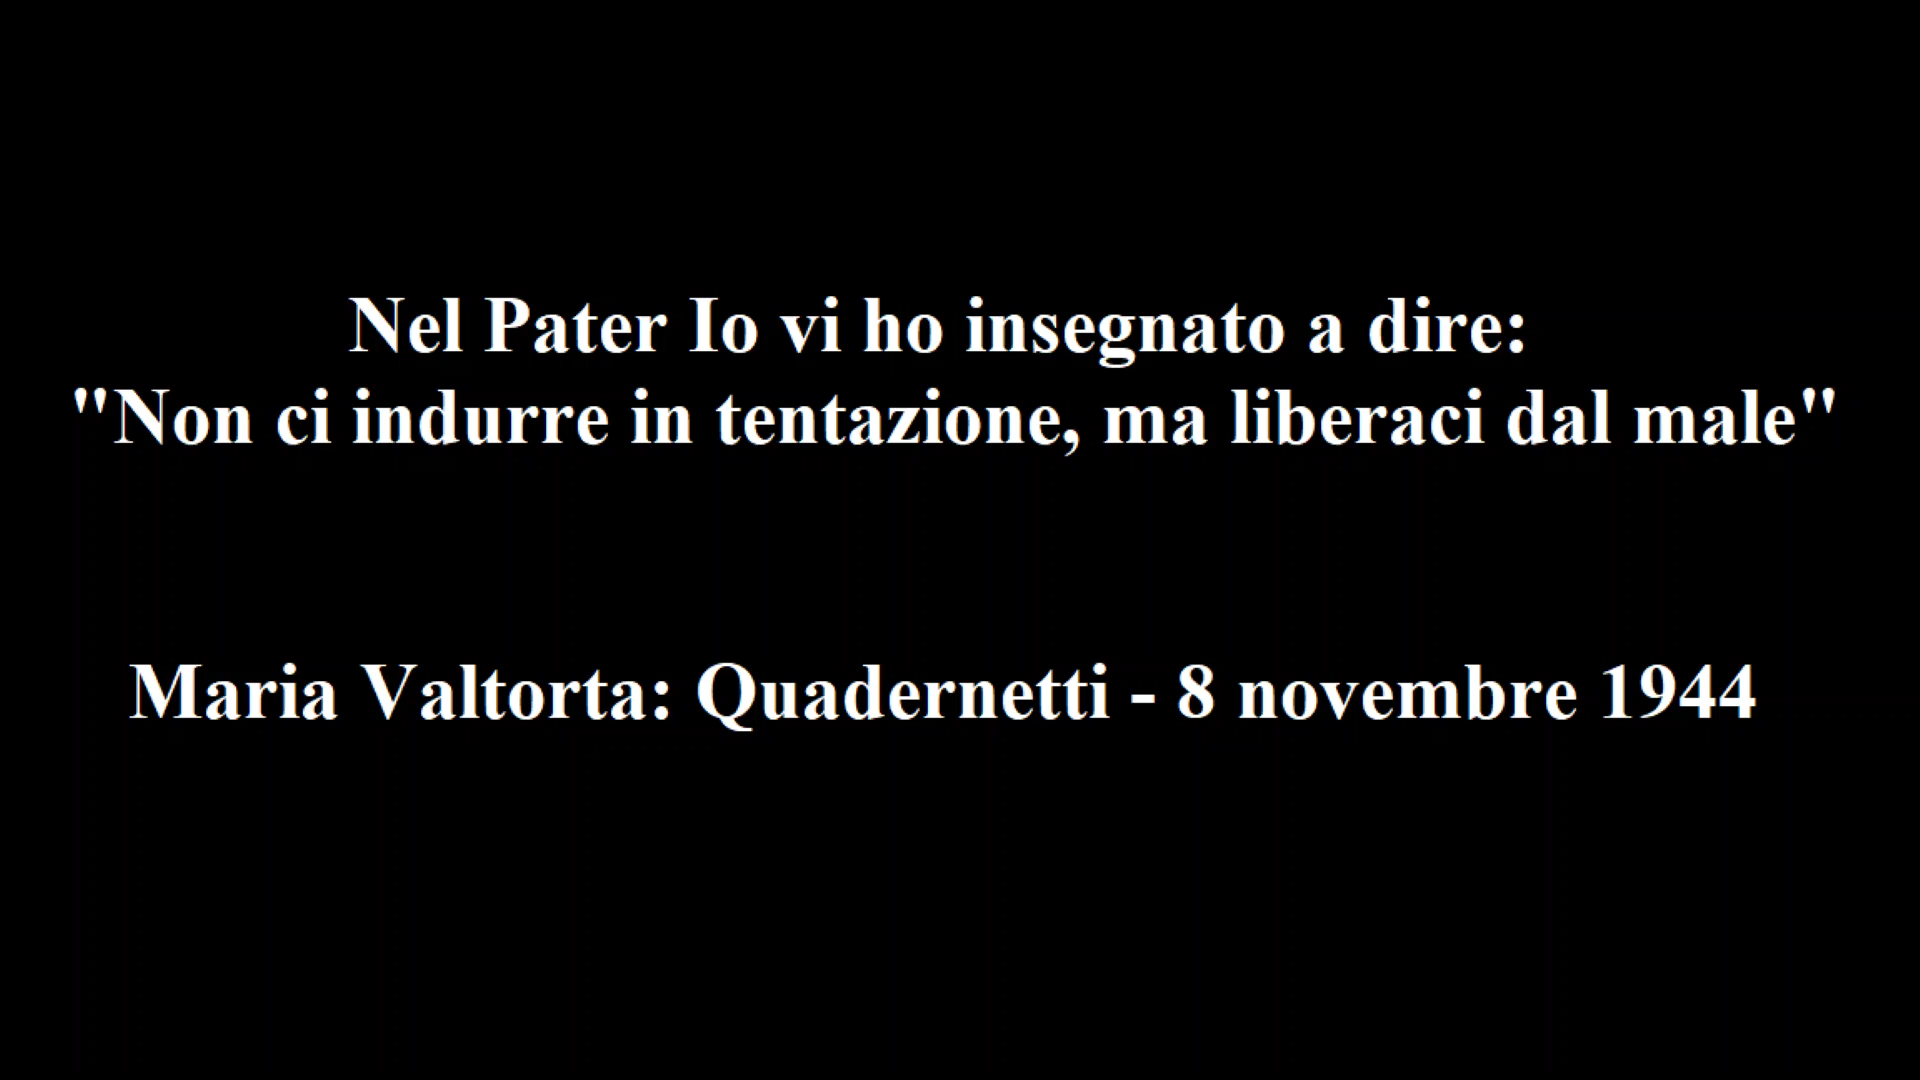 Nel Pater Io vi ho insegnato a dire:
"Non ci indurre in tentazione, ma liberaci dal male"
Maria Valtorta: Quadernetti - 8 novembre 1944